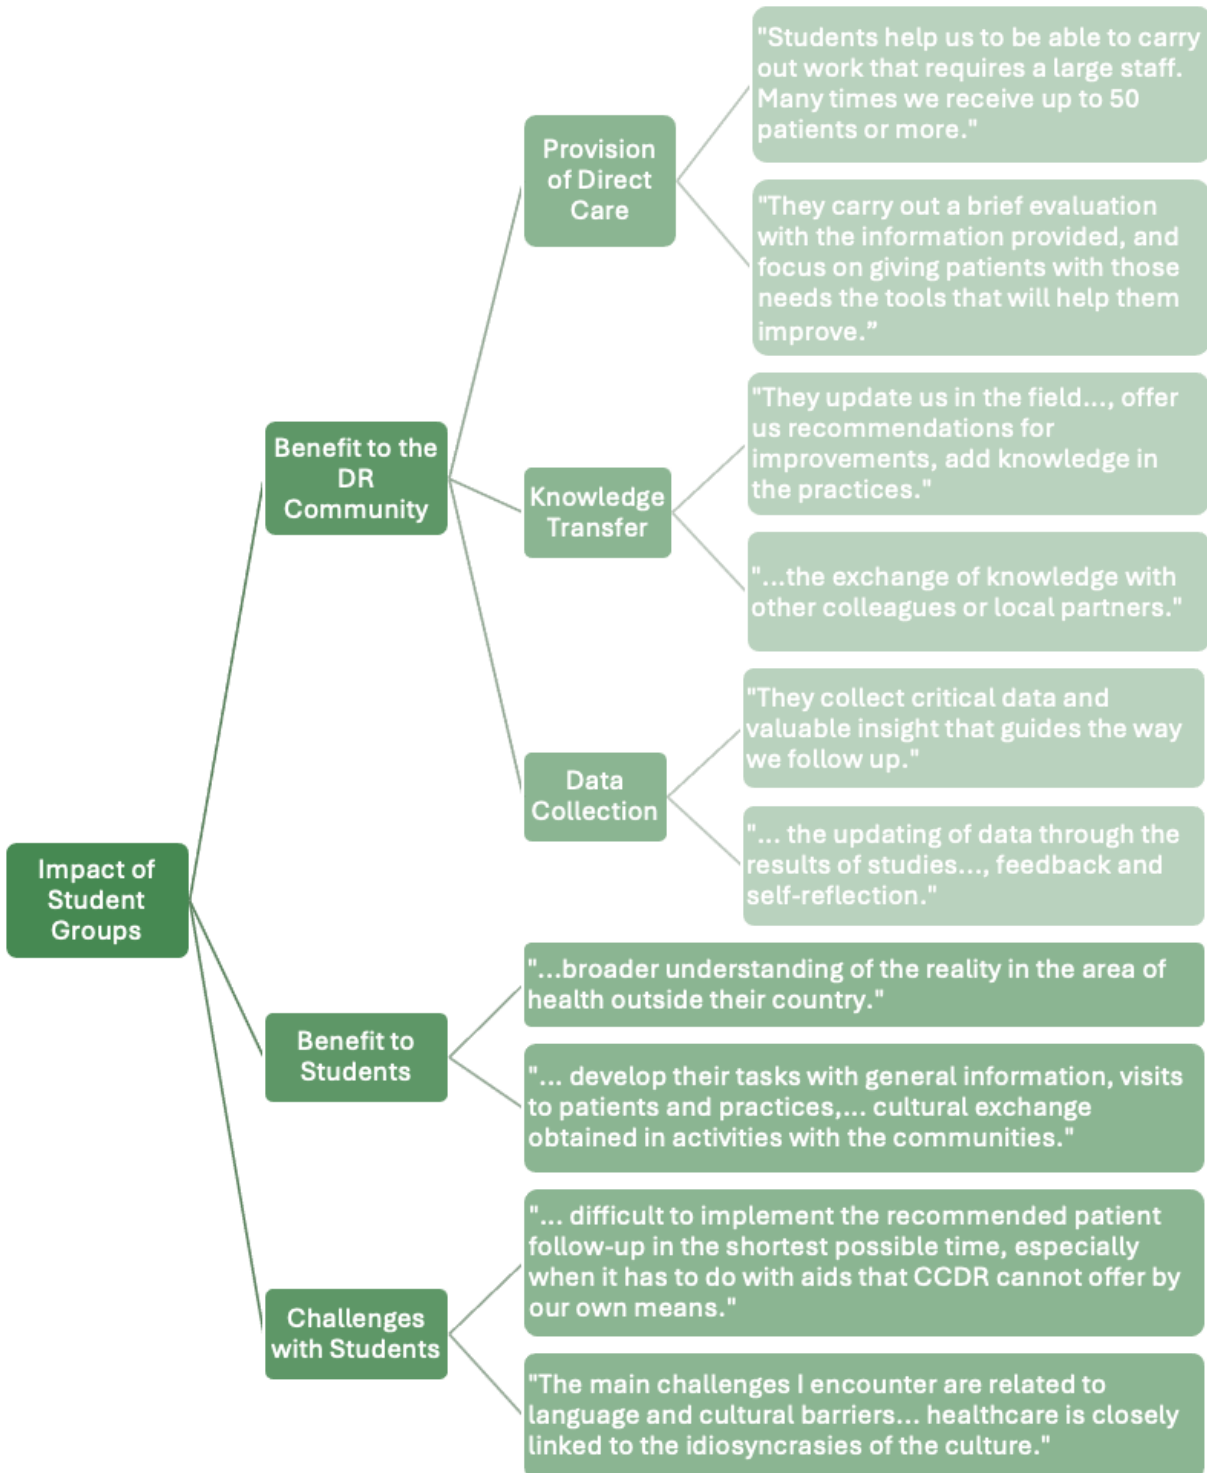 "Students help us to be able to carry
out work that requires a large staff.
Many times we receive up to 50
patients or more."
Provision
of Direct
Care
"They carry out a brief evaluation
with the information provided, and
focus on giving patients with those
needs the tools that will help them
improve.”
"They update us in the field..., offer
us recommendations for
improvements, add knowledge in
the practices."
Benefit to the
DR
Community
Knowledge
Transfer
"...the exchange of knowledge with
other colleagues or local partners."
"They collect critical data and
valuable insight that guides the way
we follow up."
Data
Collection
"... the updating of data through the
results of studies..., feedback and
self-reflection."
Impact of
Student
Groups
"...broader understanding of the reality in the area of
health outside their country."
Benefit to
Students
"... develop their tasks with general information, visits
to patients and practices,... cultural exchange
obtained in activities with the communities."
"... difficult to implement the recommended patient
follow-up in the shortest possible time, especially
when it has to do with aids that CCDR cannot offer by
our own means."
Challenges
with Students
"The main challenges I encounter are related to
language and cultural barriers... healthcare is closely
linked to the idiosyncrasies of the culture."